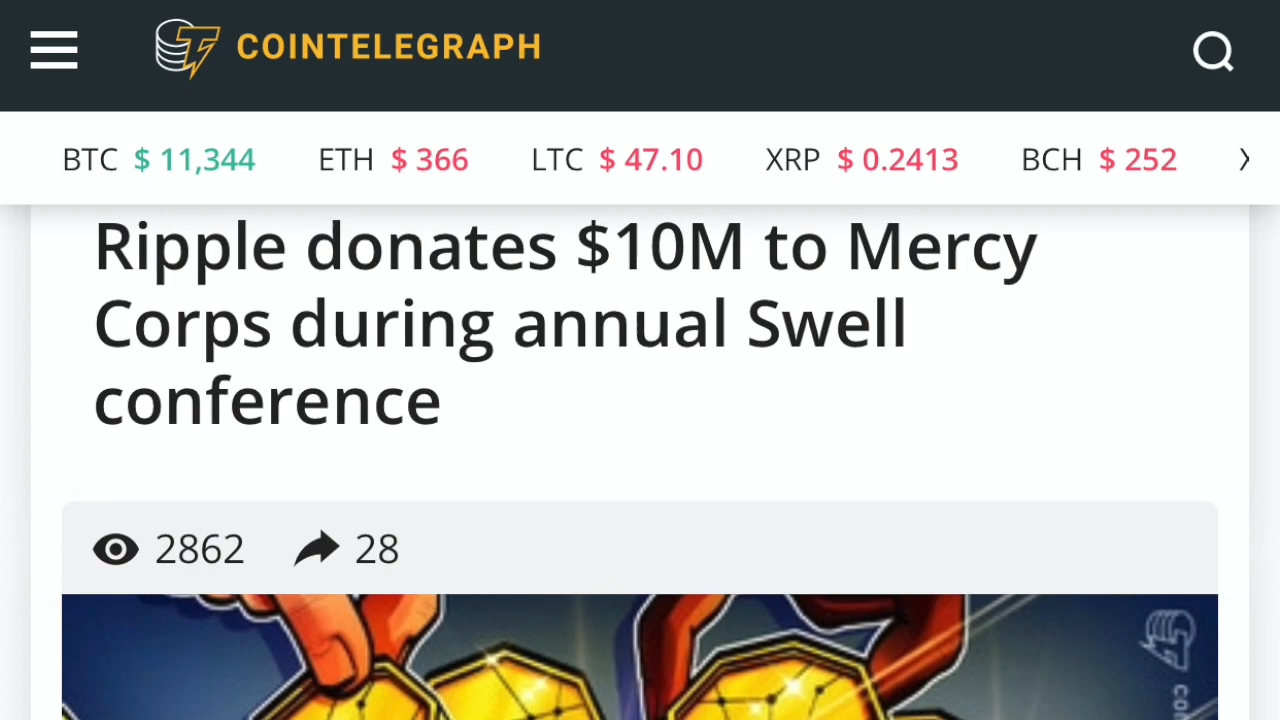 COINTELEGRAPH
BTC $ 11,344 ETH $ 366 LTC $ 47.10 XRP $ 0.2413 BCH $ 252
Ripple donates $10M to Mercy
Corps during annual Swell
conference
2862 28